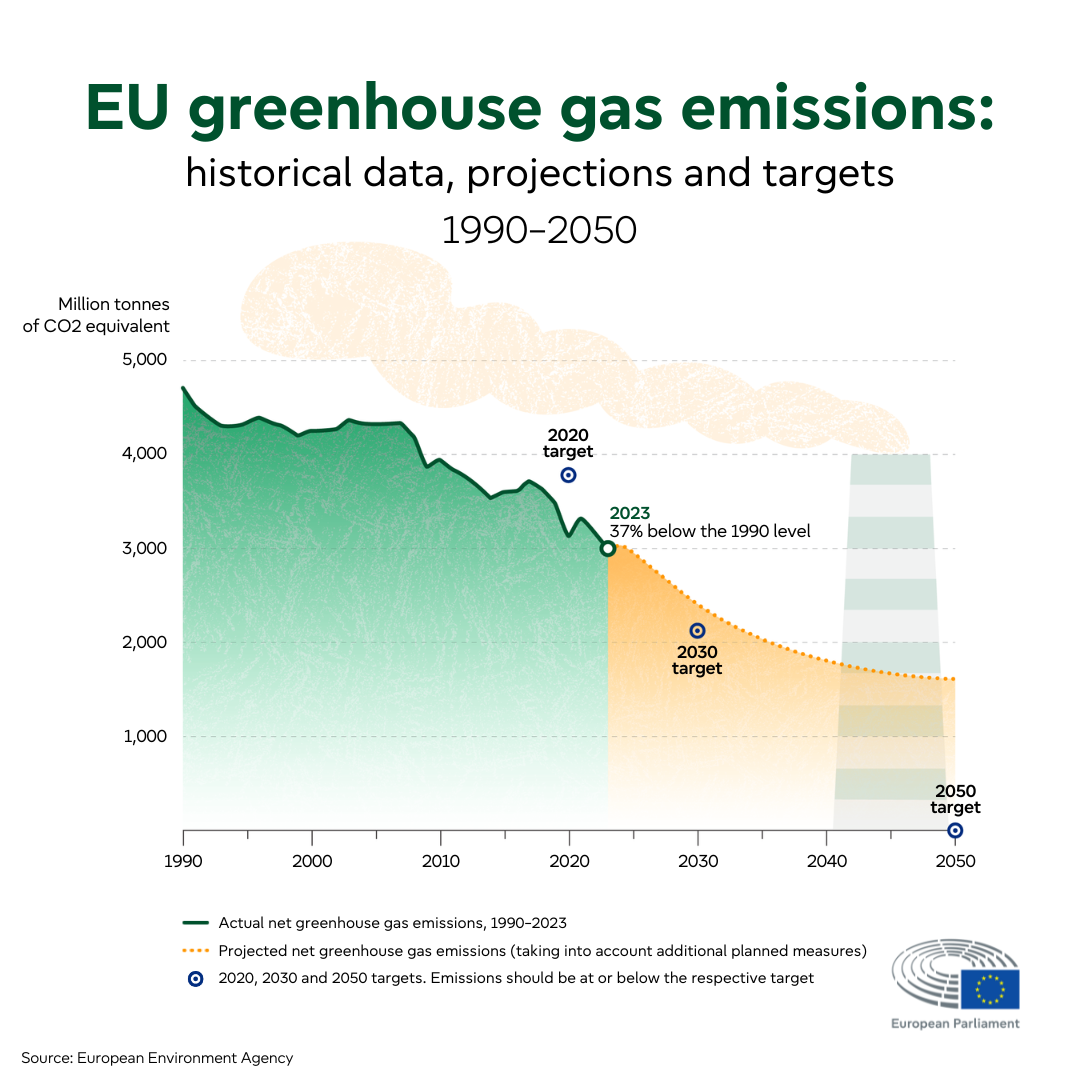 EU greenhouse gas emissions:
historical data, projections and targets
1990–2050
Million tonnes
of CO2 equivalent
5,000
4,000
3,000
2,000
1,000
2020
target
2023
37% below the 1990 level
2030
target
2050
target
1990
2000
2010
2020
2030
2040
2050
Actual net greenhouse gas emissions, 1990–2023
Projected net greenhouse gas emissions (taking into account additional planned measures)
2020, 2030 and 2050 targets. Emissions should be at or below the respective target
European Parliament
Source: European Environment Agency